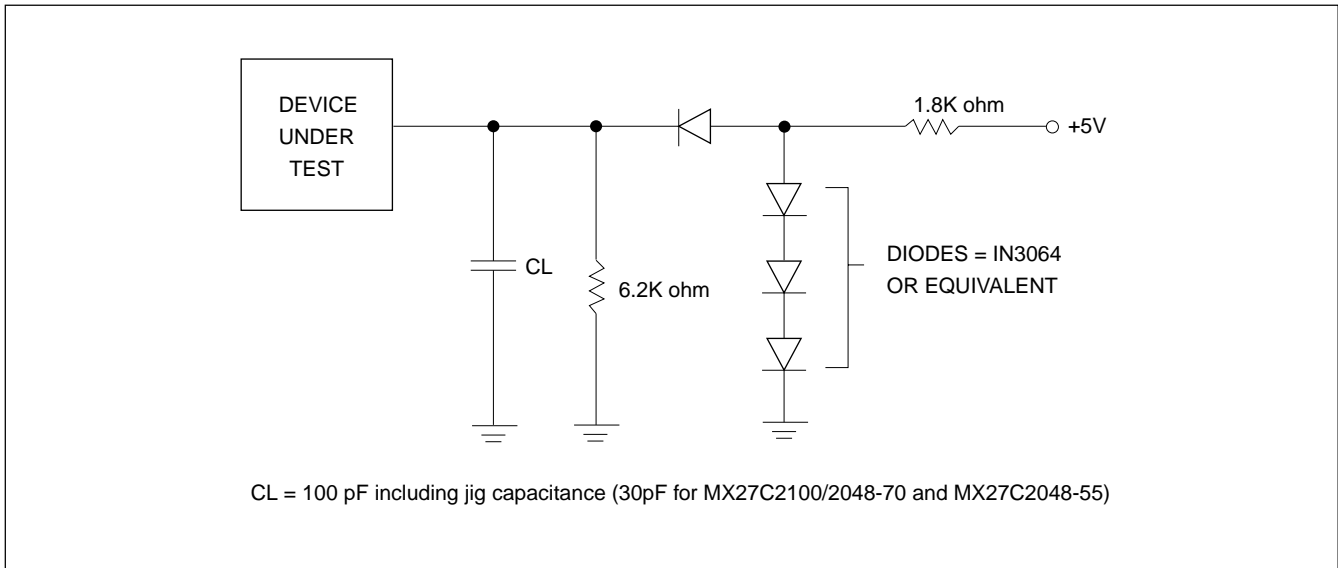 DEVICE
UNDER
TEST
1.8K ohm
+5V
CL
6.2K ohm
DIODES = IN3064
OR EQUIVALENT
CL = 100 pF including jig capacitance (30pF for MX27C2100/2048-70 and MX27C2048-55)